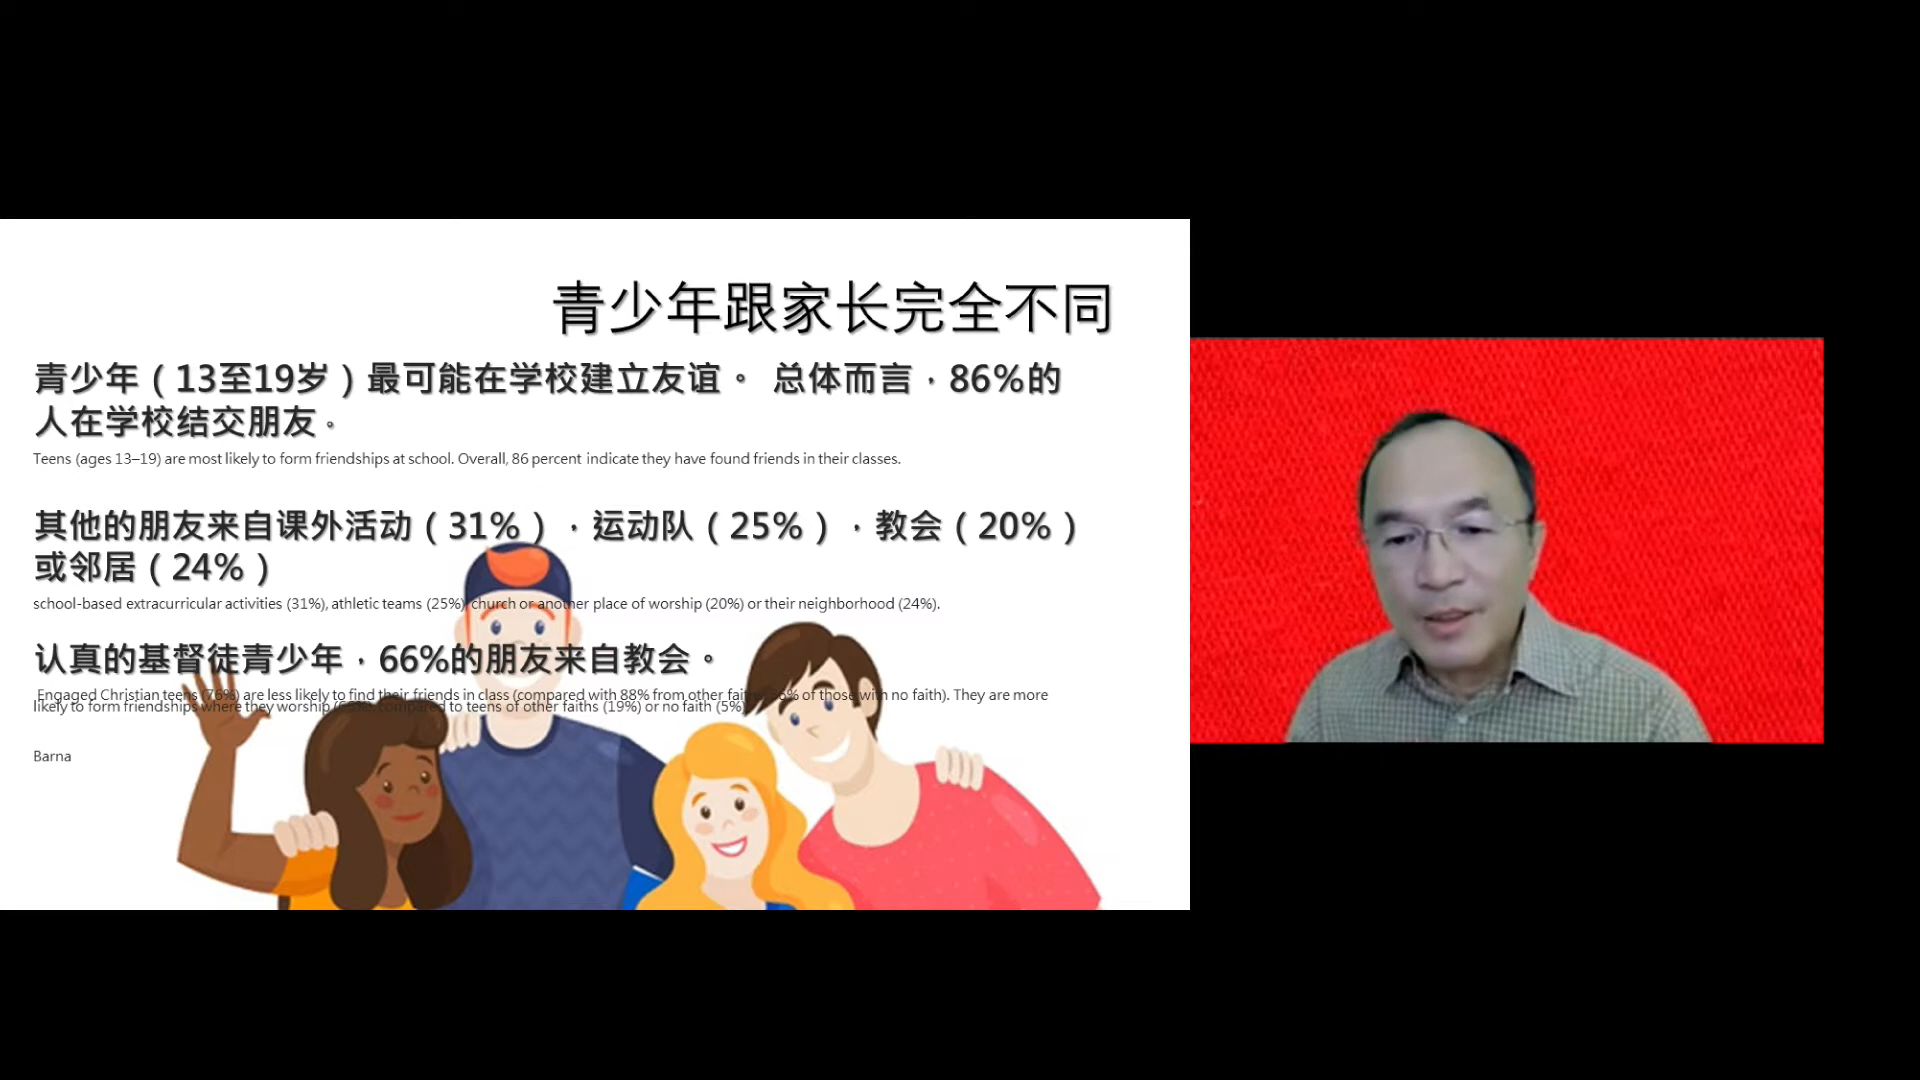 青少年跟家长完全不同
青少年（13至19岁）最可能在学校建立友谊。 总体而言，86%的
人在学校结交朋友。
Teens (ages 13–19) are most likely to form friendships at school. Overall, 86 percent indicate they have found friends in their classes.
其他的朋友来自课外活动（31%），运动队（25%），教会（20%）
或邻居（24%）
school-based extracurricular activities (31%), athletic teams (25%) church or another place of worship (20%) or their neighborhood (24%).
认真的基督徒青少年，66%的朋友来自教会。
Engaged Christian teens (76%) are less likely to find their friends in class (compared with 88% from other faith of those with no faith). They are more
likely to form friendships where they worship compared to teens of other faiths (19%) or no faith (5%)
Barna